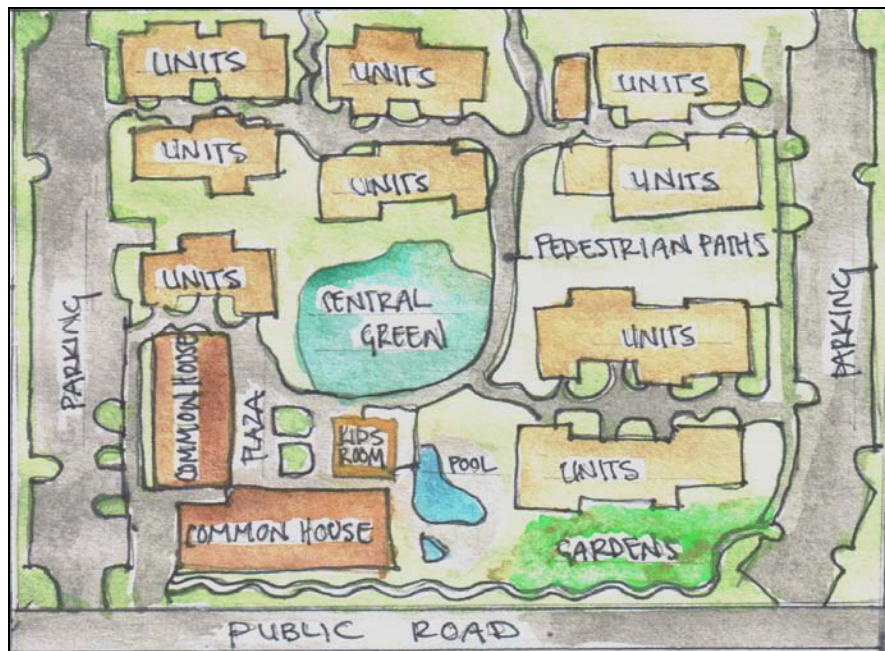 UNITS
UNITS
UNITS
UNITS
UNITS
UNITS
PEDESTRIAN PATHS
UNITS
CENTRAL
GREEN
UNITS
PARKING
PARKING
COMMON HOUSE
PLAZA
KIDS
ROOM
POOL
UNITS
COMMON HOUSE
GARDENS
PUBLIC ROAD